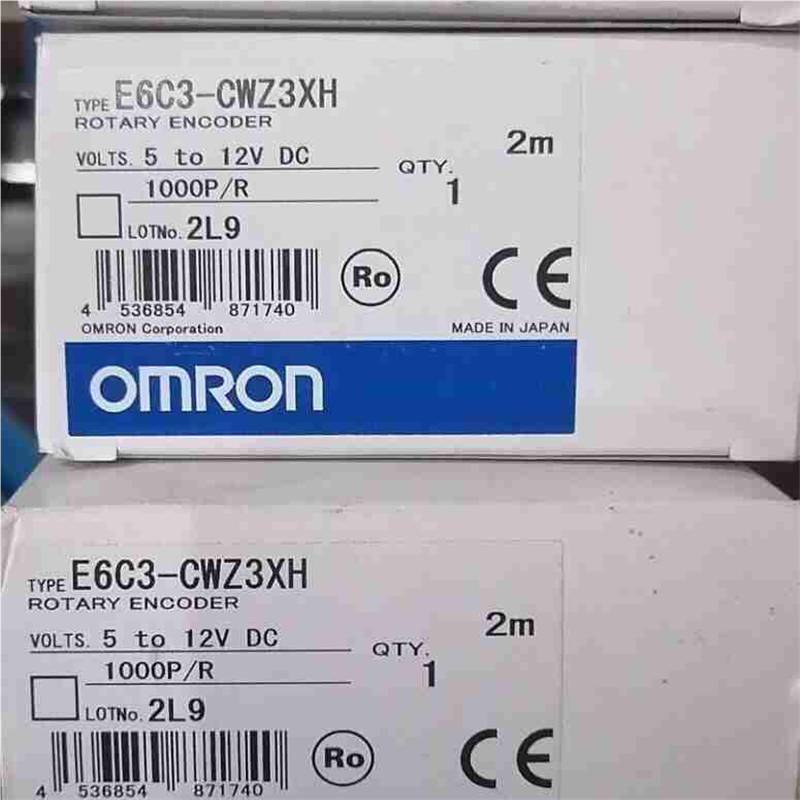 TYPE E6C3-CWZ3XH
ROTARY ENCODER
2m
VOLTS. 5 to 12V DC
QTY. 1
1000P/R
LOTNo. 2L9
Ro
CE
4 536854 871740
OMRON Corporation
MADE IN JAPAN
OMRON
TYPE E6C3-CWZ3XH
ROTARY ENCODER
2m
VOLTS. 5 to 12V DC
QTY. 1
1000P/R
LOTNo. 2L9
Ro
CE
4 536854 871740